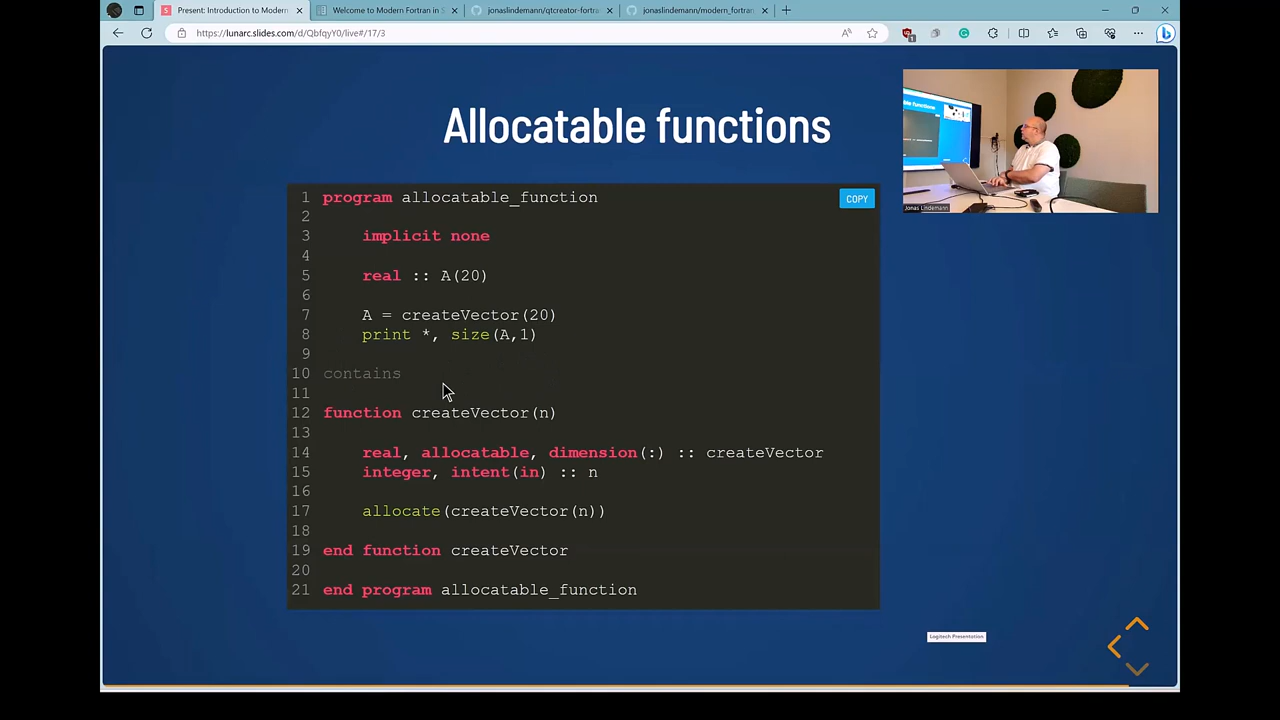 Present: Introduction to Modern
Welcome to Modern Fortran in S
jonaslindemann/qtcreator-fortra
jonaslindemann/modern_fortra
https://lunarc.slides.com/d/QbfqyY0/live#/17/3
Allocatable functions
COPY
1 program allocatable_function
2
3 implicit none
4
5 real :: A(20)
6
7 A = createVector(20)
8 print *, size(A,1)
9
10 contains
11
12 function createVector(n)
13
14 real, allocatable, dimension(:) :: createVector
15 integer, intent(in) :: n
16
17 allocate(createVector(n))
18
19 end function createVector
20
21 end program allocatable_function
Jonas Lindemann
Logitech Presentation